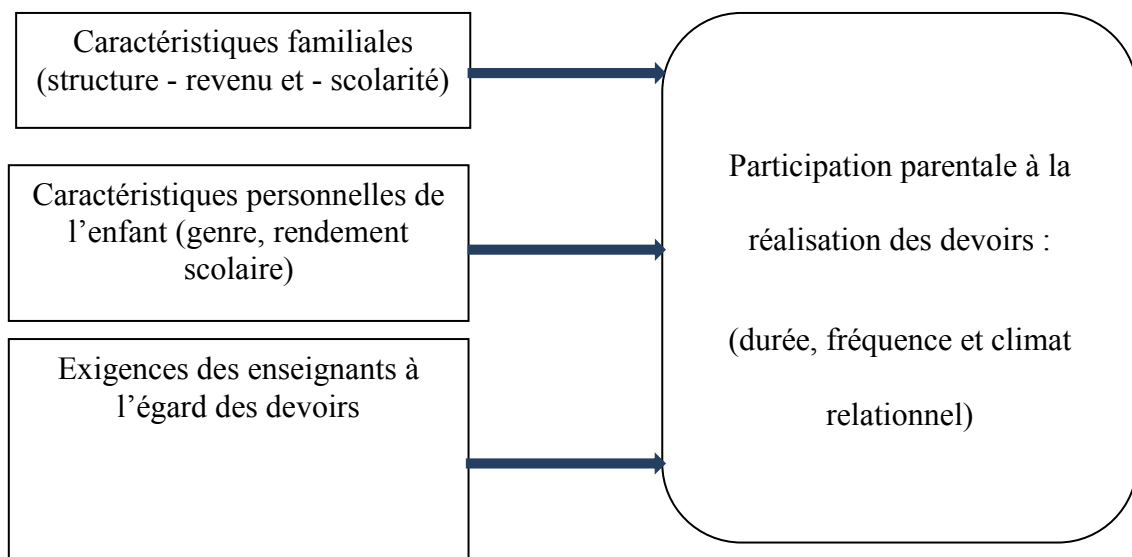 Caractéristiques familiales
(structure - revenu et - scolarité)
Caractéristiques personnelles de
l’enfant (genre, rendement
scolaire)
Exigences des enseignants à
l’égard des devoirs
Participation parentale à la
réalisation des devoirs :
(durée, fréquence et climat
relationnel)